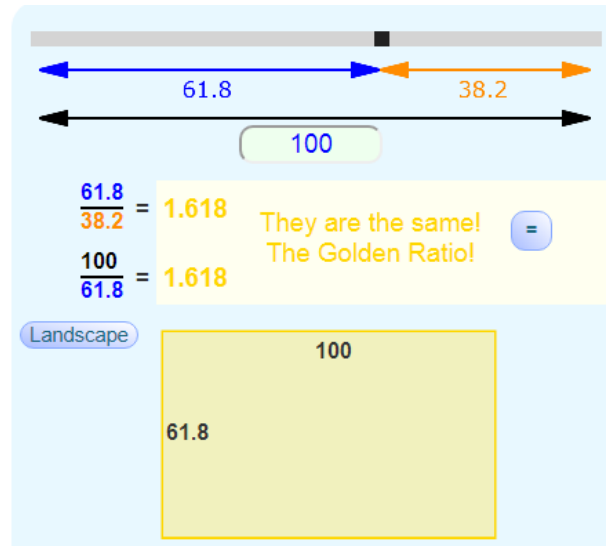 61.8 38.2
100
61.8
38.2 = 1.618
100
61.8 = 1.618
They are the same!
The Golden Ratio!
=
Landscape
100
61.8